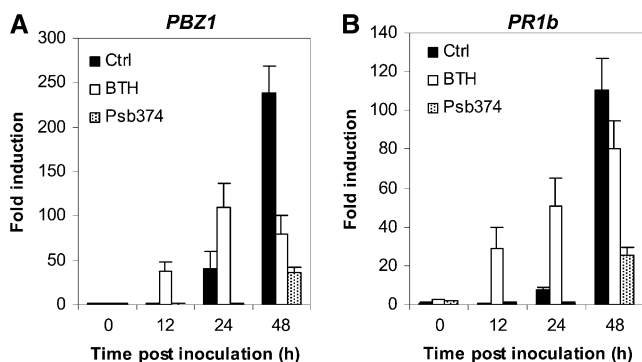 A
PBZ1
Fold induction
300
250
200
150
100
50
0
Ctrl
BTH
Psb374
0 12 24 48
Time post inoculation (h)
B
PR1b
Fold induction
140
120
100
80
60
40
20
0
Ctrl
BTH
Psb374
0 12 24 48
Time post inoculation (h)